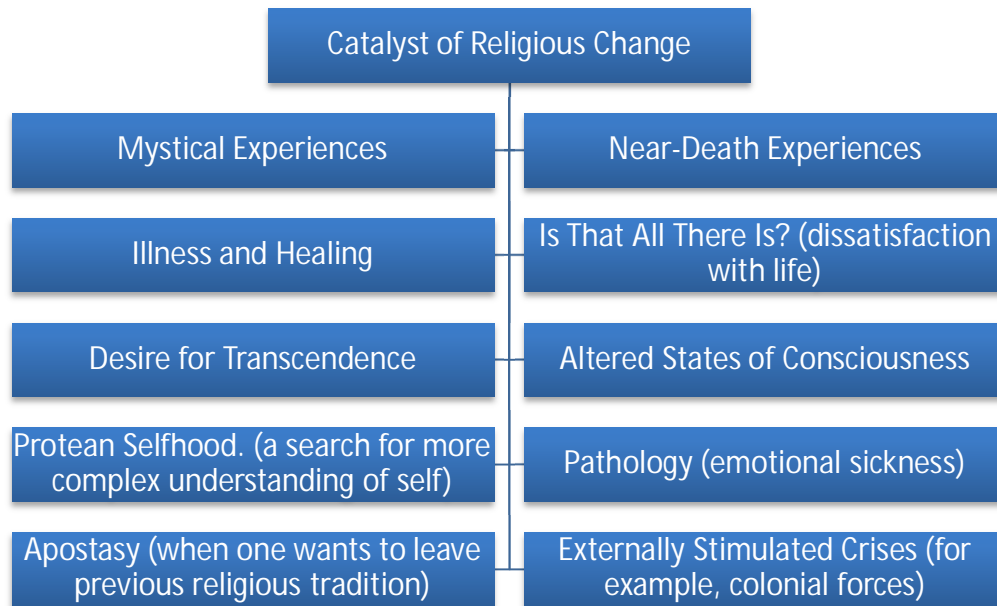 Catalyst of Religious Change
Mystical Experiences
Near-Death Experiences
Illness and Healing
Is That All There Is? (dissatisfaction
with life)
Desire for Transcendence
Altered States of Consciousness
Protean Selfhood. (a search for more
complex understanding of self)
Pathology (emotional sickness)
Apostasy (when one wants to leave
previous religious tradition)
Externally Stimulated Crises (for
example, colonial forces)